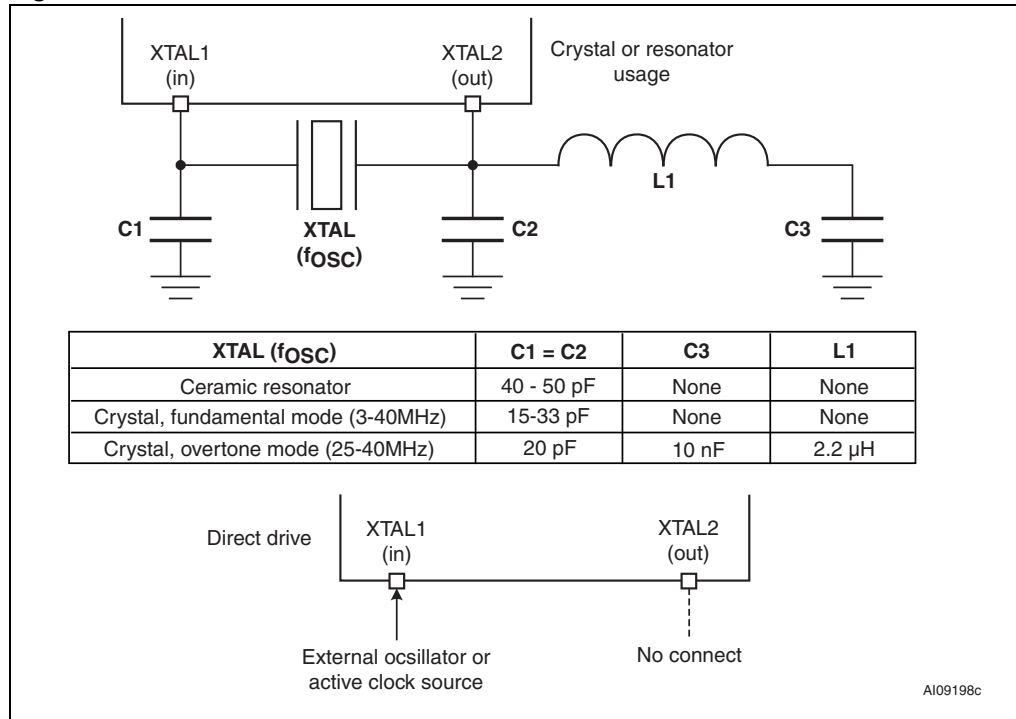 XTAL1
(in)
XTAL2
(out)
Crystal or resonator
usage
L1
C1
XTAL
(fOSC)
C2
C3
XTAL (fOSC) C1 = C2 C3 L1
Ceramic resonator 40 - 50 pF None None
Crystal, fundamental mode (3-40MHz) 15-33 pF None None
Crystal, overtone mode (25-40MHz) 20 pF 10 nF 2.2 µH
Direct drive
XTAL1
(in)
XTAL2
(out)
External ocsillator or
active clock source
No connect
AI09198c